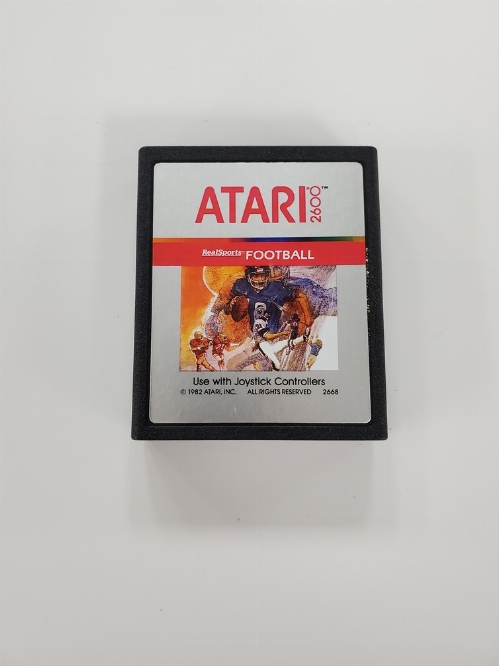 ATARI® 2600™
RealSports™ FOOTBALL
Use with Joystick Controllers
© 1982 ATARI, INC. ALL RIGHTS RESERVED 2668